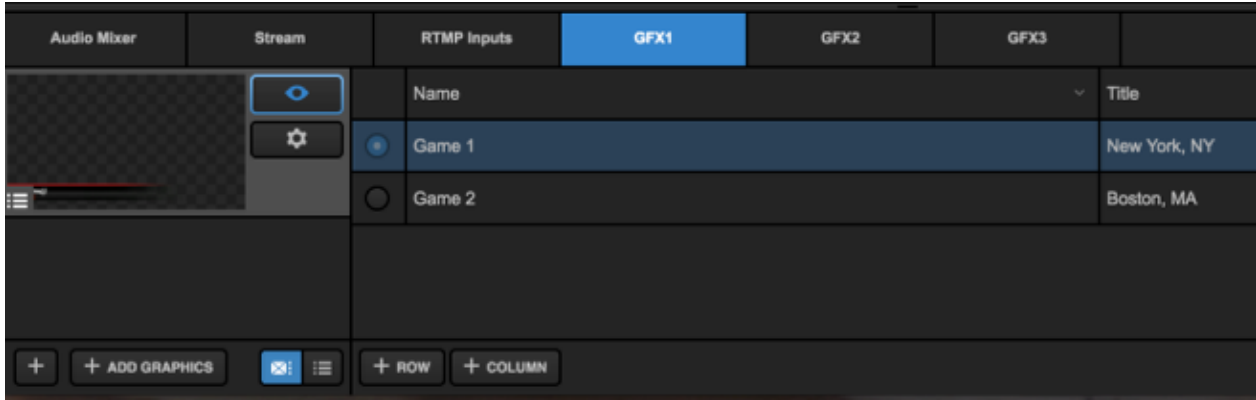 Audio Mixer Stream RTMP Inputs GFX1 GFX2 GFX3
Name Title
Game 1 New York, NY
Game 2 Boston, MA
+ + ADD GRAPHICS + ROW + COLUMN